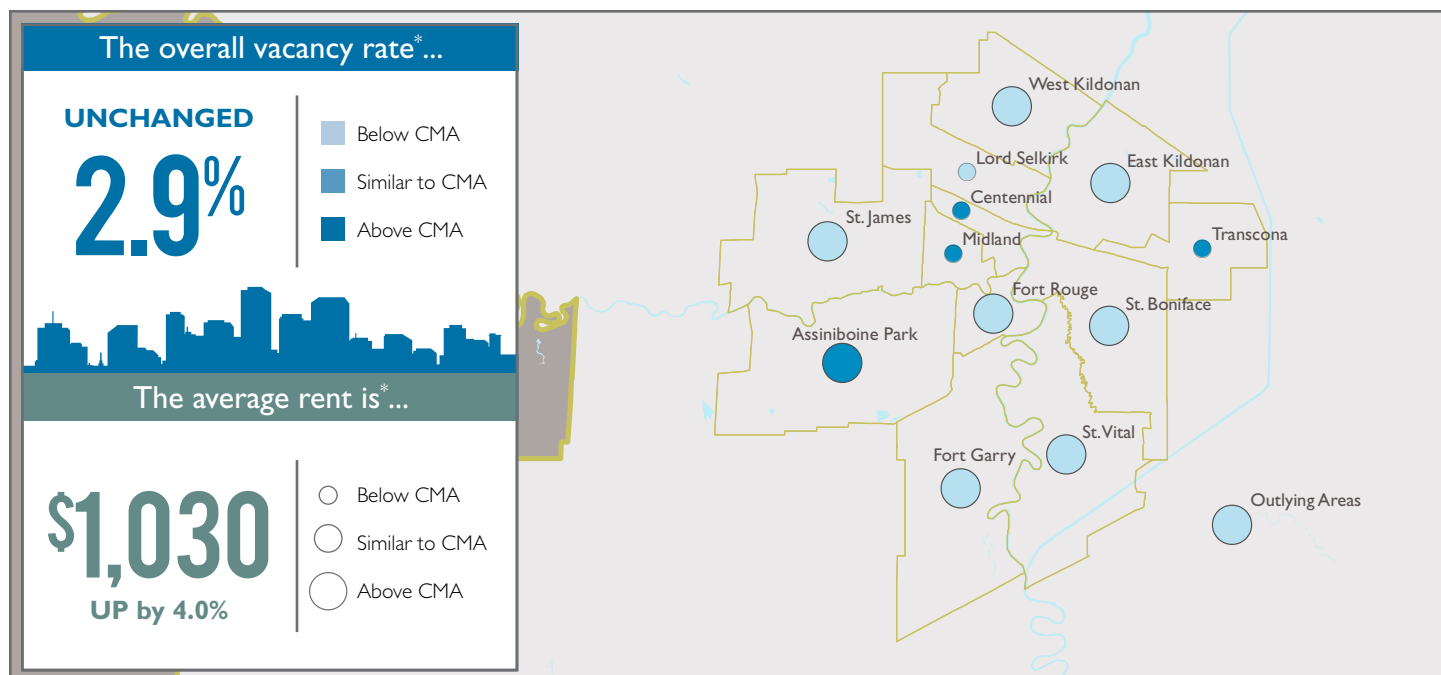 The overall vacancy rate*...
UNCHANGED
2.9%
Below CMA
Similar to CMA
Above CMA
The average rent is*...
$1,030
UP by 4.0%
Below CMA
Similar to CMA
Above CMA
West Kildonan
Lord Selkirk
East Kildonan
Centennial
St. James
Midland
Transcona
Fort Rouge
St. Boniface
Assiniboine Park
St. Vital
Fort Garry
Outlying Areas